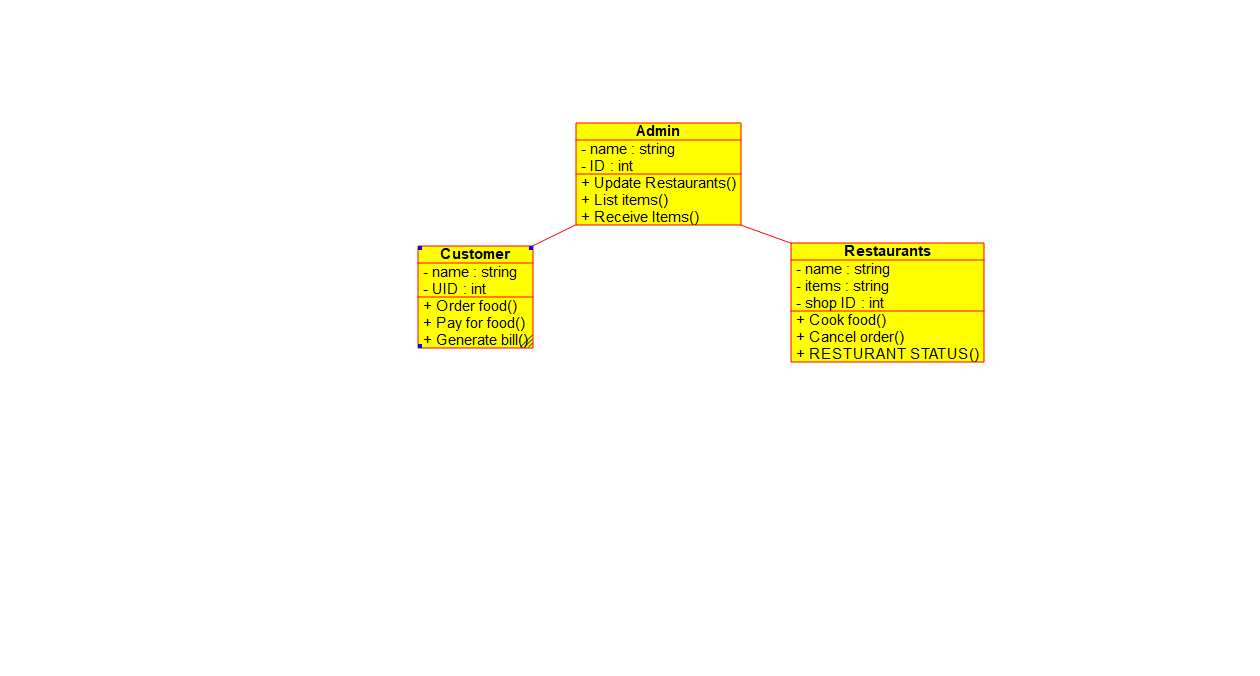 Admin
- name : string
- ID : int
+ Update Restaurants()
+ List items()
+ Receive Items()
Customer
- name : string
- UID : int
+ Order food()
+ Pay for food()
+ Generate bill()
Restaurants
- name : string
- items : string
- shop ID : int
+ Cook food()
+ Cancel order()
+ RESTURANT STATUS()